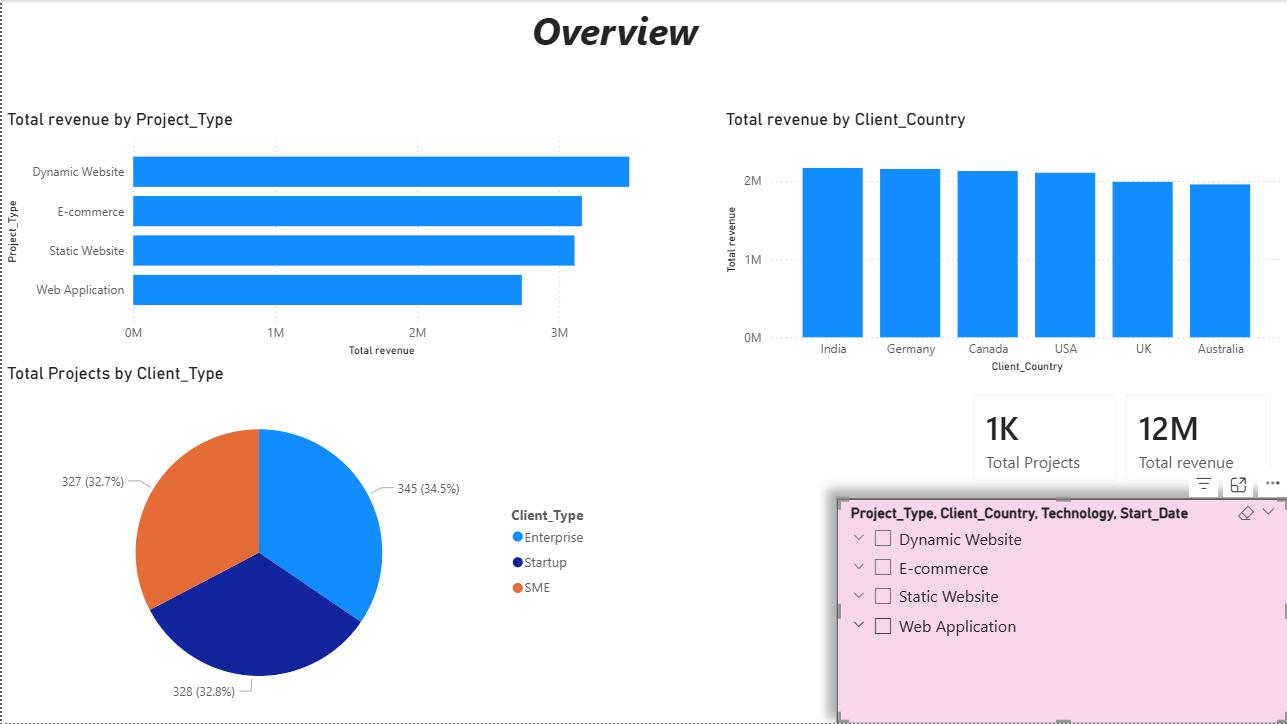 Overview
Total revenue by Project_Type
Project_Type
Dynamic Website
E-commerce
Static Website
Web Application
0M 1M 2M 3M
Total revenue
Total revenue by Client_Country
Total revenue
2M
1M
0M
India Germany Canada USA UK Australia
Client_Country
Total Projects by Client_Type
327 (32.7%)
345 (34.5%)
328 (32.8%)
Client_Type
Enterprise
Startup
SME
1K
Total Projects
12M
Total revenue
Project_Type, Client_Country, Technology, Start_Date
Dynamic Website
E-commerce
Static Website
Web Application